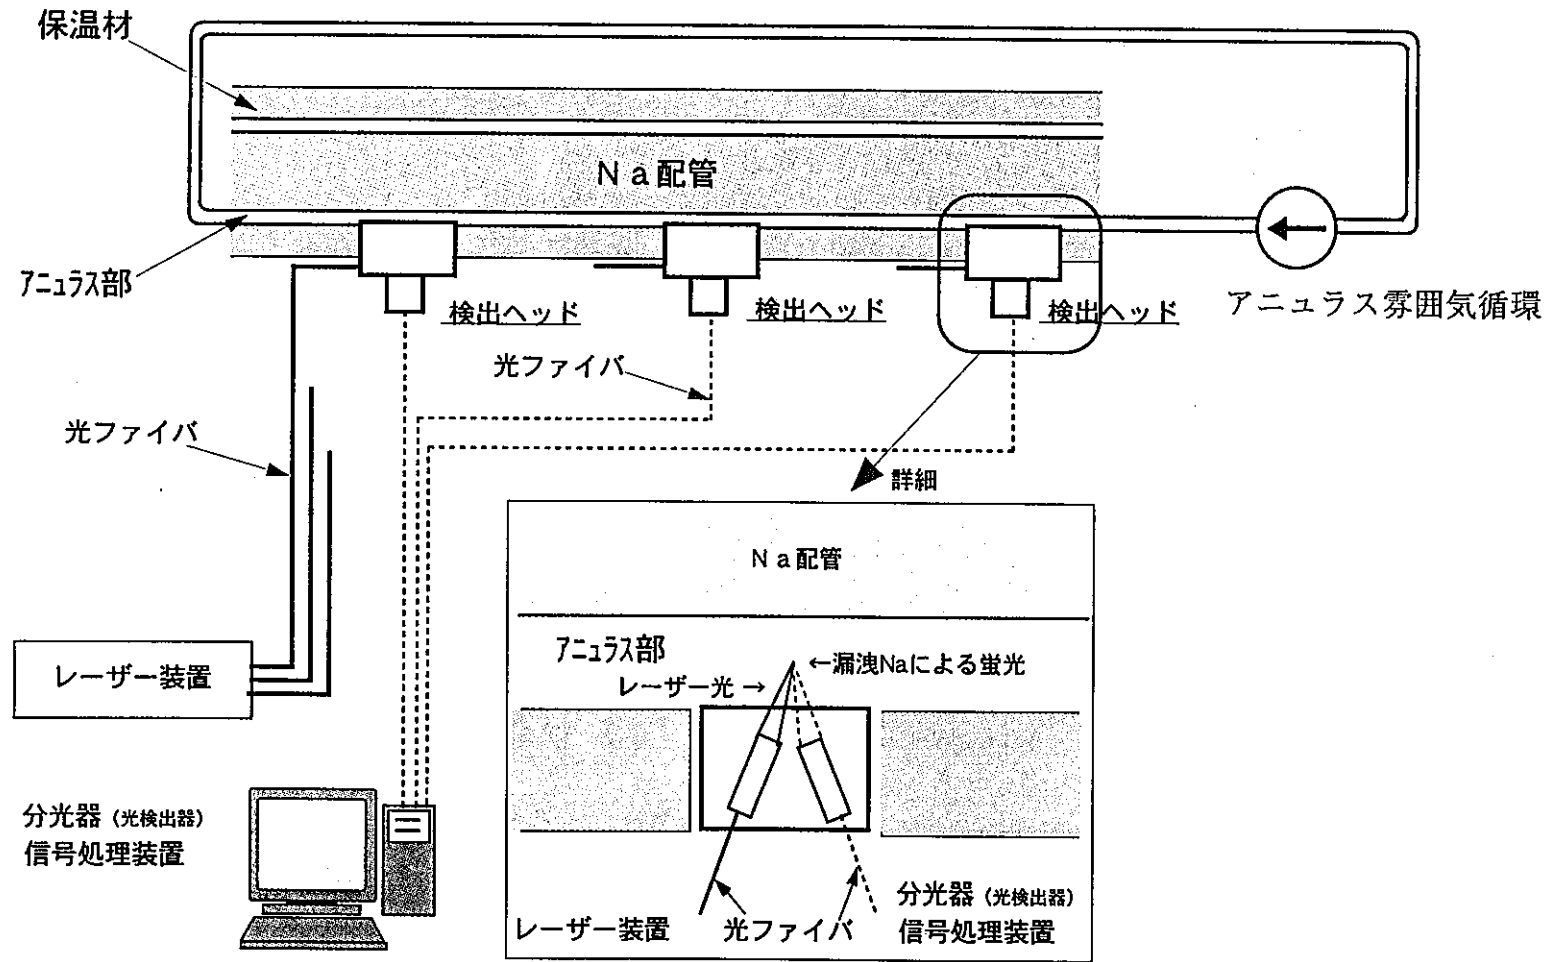 保温材
Na配管
アニュラス部
検出ヘッド
検出ヘッド
検出ヘッド
アニュラス雰囲気循環
光ファイバ
光ファイバ
詳細
レーザー装置
分光器(光検出器)
信号処理装置
Na配管
アニュラス部
←漏洩Naによる蛍光
レーザー光→
レーザー装置
光ファイバ
分光器(光検出器)
信号処理装置